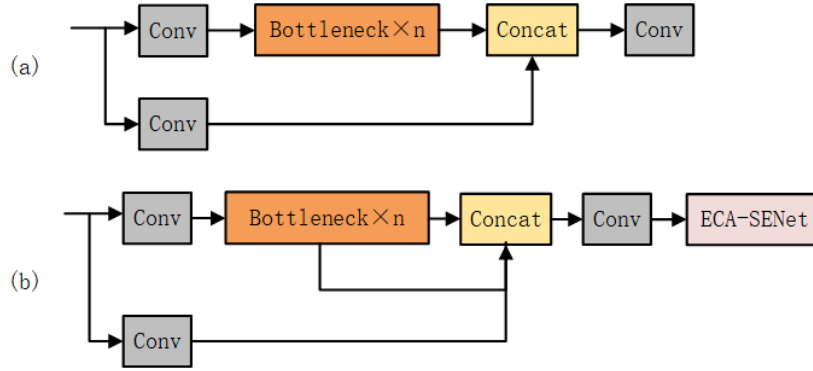 (a)
Conv
Bottleneck×n
Concat
Conv
Conv
(b)
Conv
Bottleneck×n
Concat
Conv
ECA-SENet
Conv